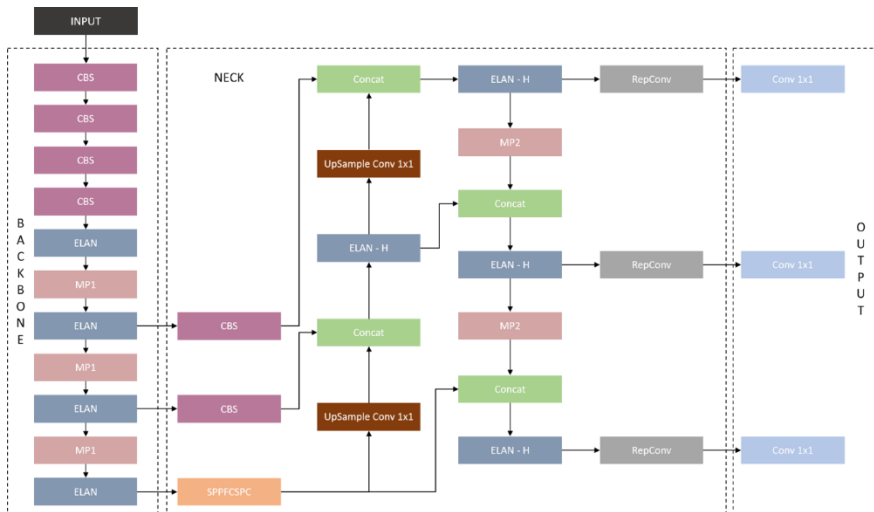 INPUT
BACKBONE
CBS
CBS
CBS
CBS
ELAN
MP1
ELAN
MP1
ELAN
MP1
ELAN
NECK
CBS
CBS
SPPFCSPC
Concat
UpSample Conv 1x1
ELAN - H
Concat
UpSample Conv 1x1
ELAN - H
MP2
Concat
ELAN - H
MP2
Concat
ELAN - H
RepConv
RepConv
RepConv
OUTPUT
Conv 1x1
Conv 1x1
Conv 1x1